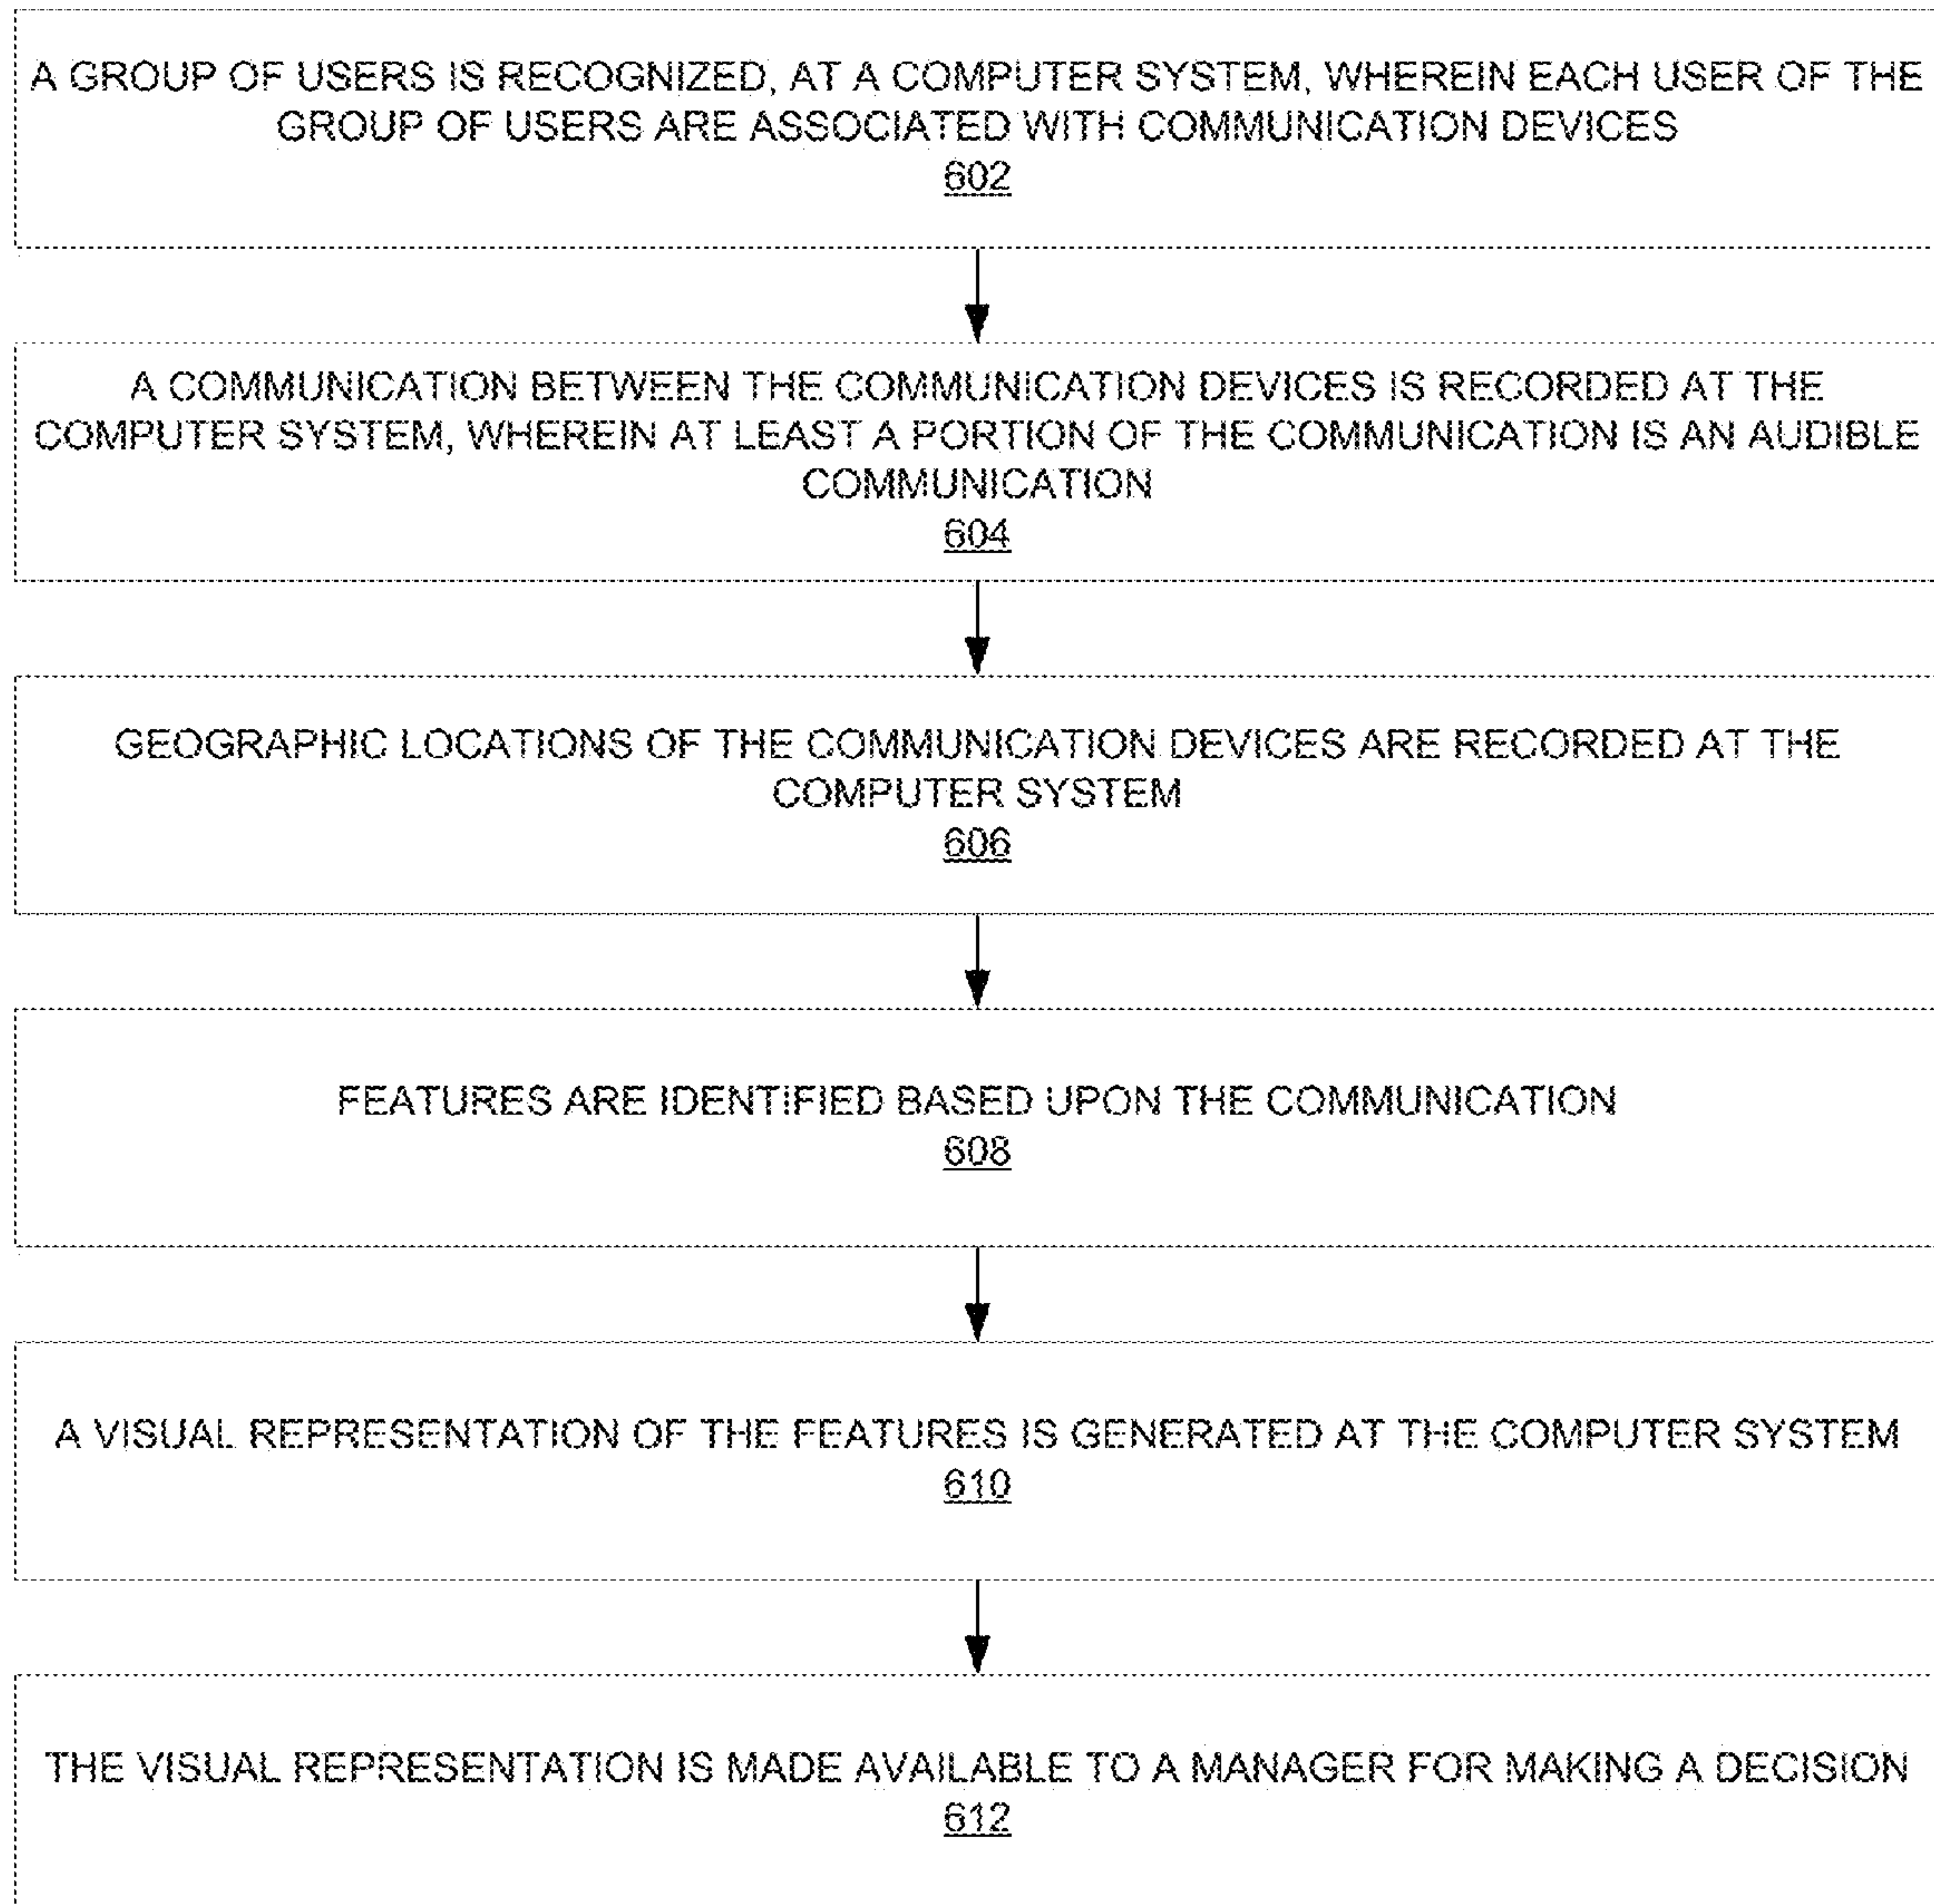 A GROUP OF USERS IS RECOGNIZED, AT A COMPUTER SYSTEM, WHEREIN EACH USER OF THE
GROUP OF USERS ARE ASSOCIATED WITH COMMUNICATION DEVICES
602
A COMMUNICATION BETWEEN THE COMMUNICATION DEVICES IS RECORDED AT THE
COMPUTER SYSTEM, WHEREIN AT LEAST A PORTION OF THE COMMUNICATION IS AN AUDIBLE
COMMUNICATION
604
GEOGRAPHIC LOCATIONS OF THE COMMUNICATION DEVICES ARE RECORDED AT THE
COMPUTER SYSTEM
606
FEATURES ARE IDENTIFIED BASED UPON THE COMMUNICATION
608
A VISUAL REPRESENTATION OF THE FEATURES IS GENERATED AT THE COMPUTER SYSTEM
610
THE VISUAL REPRESENTATION IS MADE AVAILABLE TO A MANAGER FOR MAKING A DECISION
612